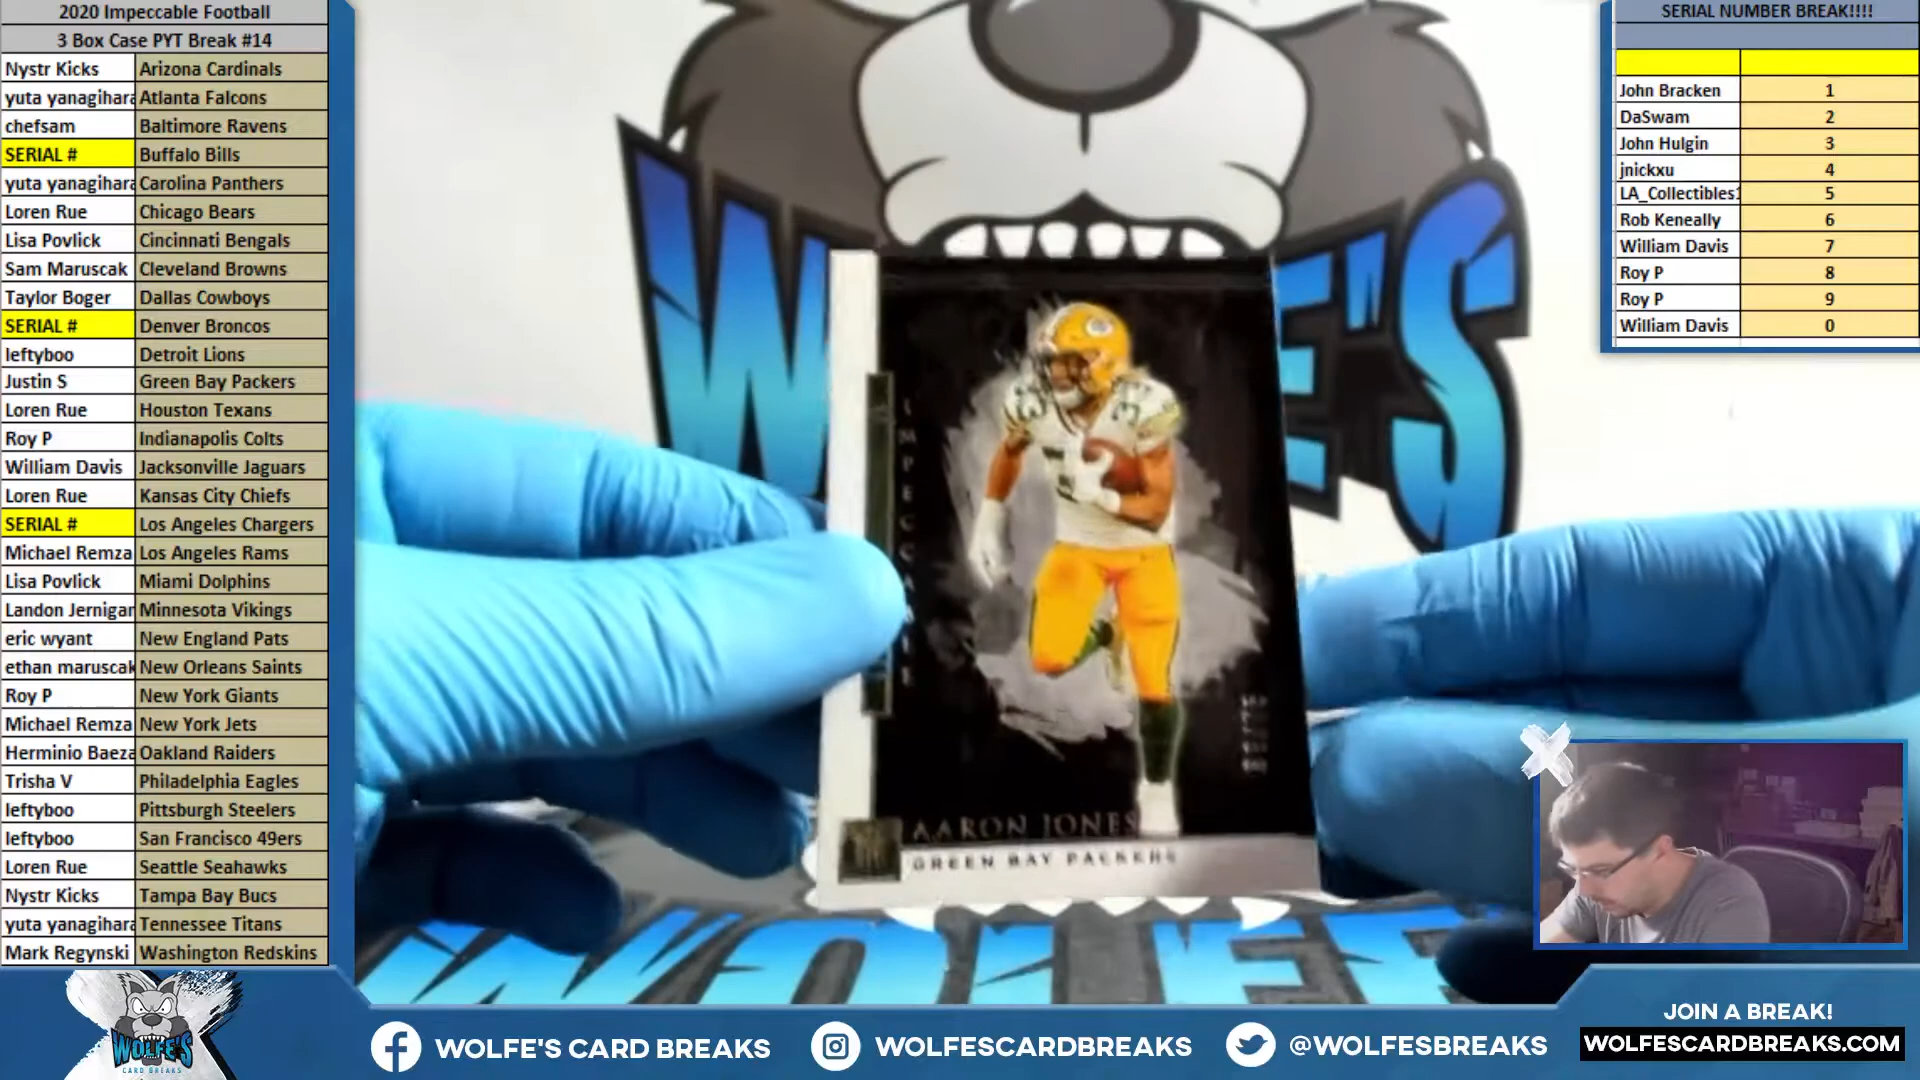 2020 Impeccable Football
3 Box Case PYT Break #14
Nystr Kicks Arizona Cardinals
yuta yanagihara Atlanta Falcons
chefsam Baltimore Ravens
SERIAL # Buffalo Bills
yuta yanagihara Carolina Panthers
Loren Rue Chicago Bears
Lisa Povlick Cincinnati Bengals
Sam Maruscak Cleveland Browns
Taylor Boger Dallas Cowboys
SERIAL # Denver Broncos
leftyboo Detroit Lions
Justin S Green Bay Packers
Loren Rue Houston Texans
Roy P Indianapolis Colts
William Davis Jacksonville Jaguars
Loren Rue Kansas City Chiefs
SERIAL # Los Angeles Chargers
Michael Remza Los Angeles Rams
Lisa Povlick Miami Dolphins
Landon Jernigan Minnesota Vikings
eric wyant New England Pats
ethan maruscak New Orleans Saints
Roy P New York Giants
Michael Remza New York Jets
Herminio Baeza Oakland Raiders
Trisha V Philadelphia Eagles
leftyboo Pittsburgh Steelers
leftyboo San Francisco 49ers
Loren Rue Seattle Seahawks
Nystr Kicks Tampa Bay Bucs
yuta yanagihara Tennessee Titans
Mark Regynski Washington Redskins
SERIAL NUMBER BREAK!!!!
John Bracken 1
DaSwam 2
John Hulgin 3
jnickxu 4
LA_Collectibles1 5
Rob Keneally 6
William Davis 7
Roy P 8
Roy P 9
William Davis 0
WOLFE'S
IMPECCABLE
AARON JONES
GREEN BAY PACKERS
WOLFE
WOLFE'S
CARD BREAKS
WOLFE'S CARD BREAKS
WOLFESCARDBREAKS
@WOLFESBREAKS
JOIN A BREAK!
WOLFESCARDBREAKS.COM